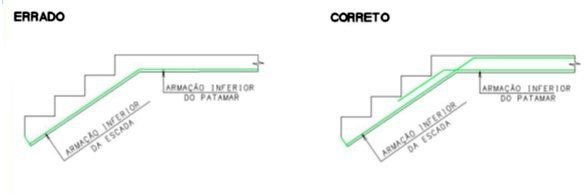 ERRADO
ARMAÇÃO INFERIOR
DO PATAMAR
ARMAÇÃO INFERIOR
DA ESCADA
CORRETO
ARMAÇÃO INFERIOR
DO PATAMAR
ARMAÇÃO INFERIOR
DA ESCADA